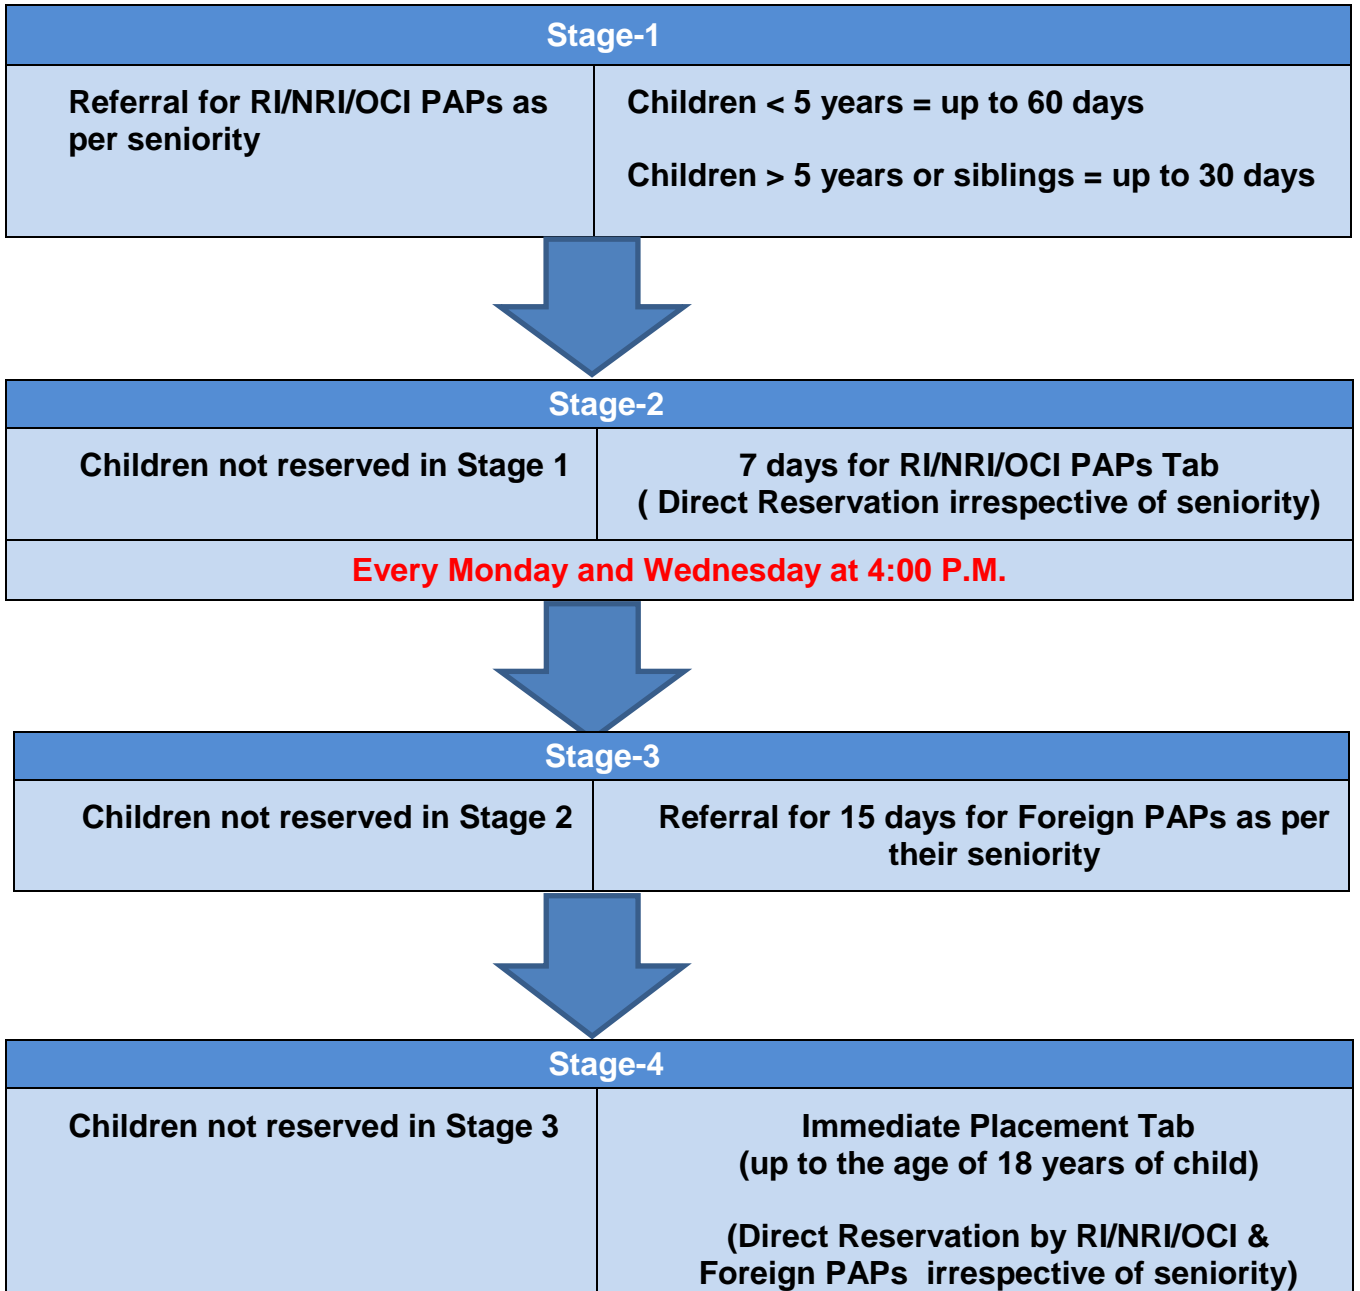 Stage-1
Referral for RI/NRI/OCI PAPs as
per seniority
Children < 5 years = up to 60 days
Children > 5 years or siblings = up to 30 days
Stage-2
Children not reserved in Stage 1
7 days for RI/NRI/OCI PAPs Tab
( Direct Reservation irrespective of seniority)
Every Monday and Wednesday at 4:00 P.M.
Stage-3
Children not reserved in Stage 2
Referral for 15 days for Foreign PAPs as per
their seniority
Stage-4
Children not reserved in Stage 3
Immediate Placement Tab
(up to the age of 18 years of child)
(Direct Reservation by RI/NRI/OCI &
Foreign PAPs irrespective of seniority)